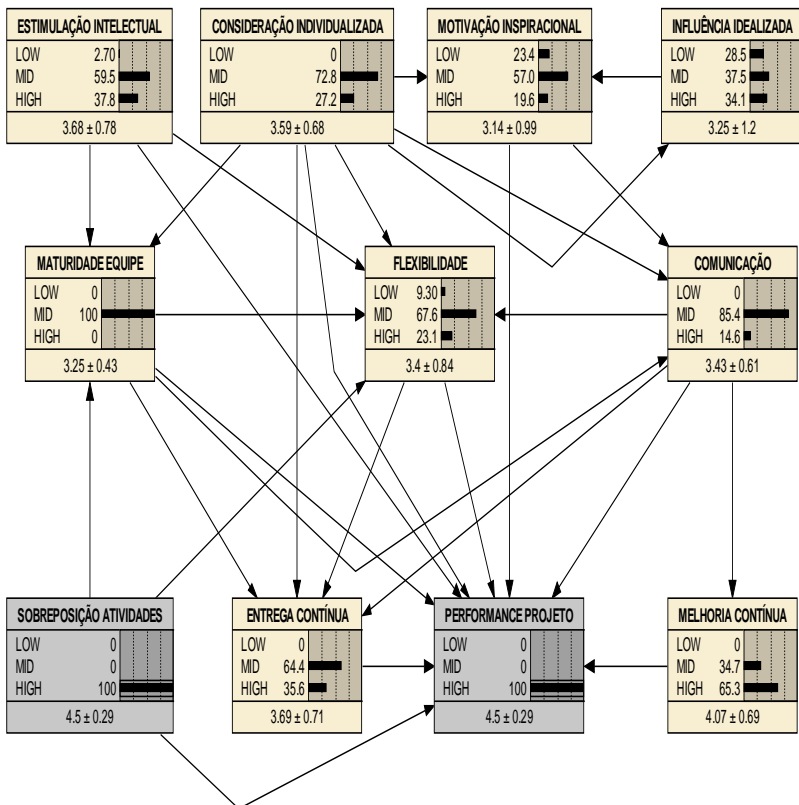 ESTIMULAÇÃO INTELECTUAL
LOW 2.70
MID 59.5
HIGH 37.8
3.68 ± 0.78
CONSIDERAÇÃO INDIVIDUALIZADA
LOW 0
MID 72.8
HIGH 27.2
3.59 ± 0.68
MOTIVAÇÃO INSPIRACIONAL
LOW 23.4
MID 57.0
HIGH 19.6
3.14 ± 0.99
INFLUÊNCIA IDEALIZADA
LOW 28.5
MID 37.5
HIGH 34.1
3.25 ± 1.2
MATURIDADE EQUIPE
LOW 0
MID 100
HIGH 0
3.25 ± 0.43
FLEXIBILIDADE
LOW 9.30
MID 67.6
HIGH 23.1
3.4 ± 0.84
COMUNICAÇÃO
LOW 0
MID 85.4
HIGH 14.6
3.43 ± 0.61
SOBREPOSIÇÃO ATIVIDADES
LOW 0
MID 0
HIGH 100
4.5 ± 0.29
ENTREGA CONTÍNUA
LOW 0
MID 64.4
HIGH 35.6
3.69 ± 0.71
PERFORMANCE PROJETO
LOW 0
MID 0
HIGH 100
4.5 ± 0.29
MELHORIA CONTÍNUA
LOW 0
MID 34.7
HIGH 65.3
4.07 ± 0.69